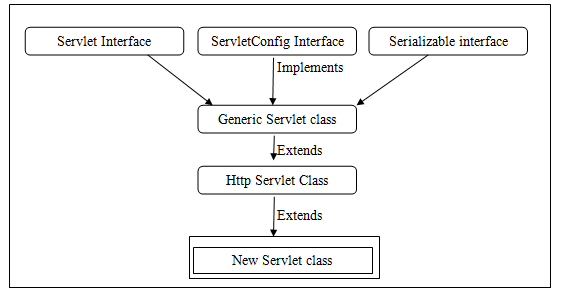 Servlet Interface
ServletConfig Interface
Serializable interface
Implements
Generic Servlet class
Extends
Http Servlet Class
Extends
New Servlet class